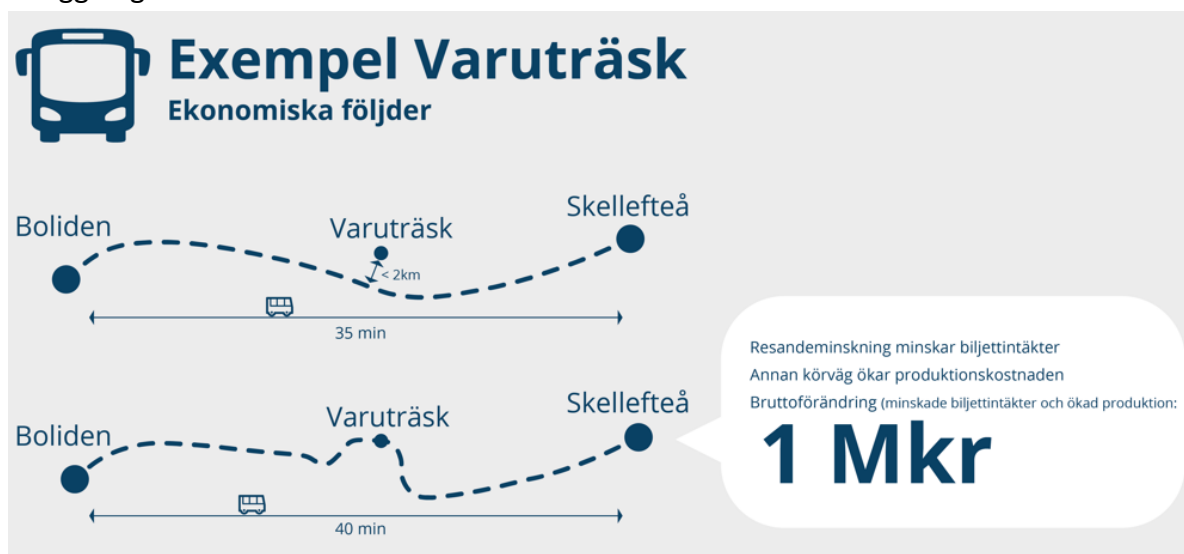 Exempel Varuträsk
Ekonomiska följder
Boliden
Varuträsk
Skellefteå
< 2km
35 min
Boliden
Varuträsk
Skellefteå
40 min
Resandeminskning minskar biljettintäkter
Annan körväg ökar produktionskostnaden
Bruttoförändring (minskade biljettintäkter och ökad produktion:
1 Mkr